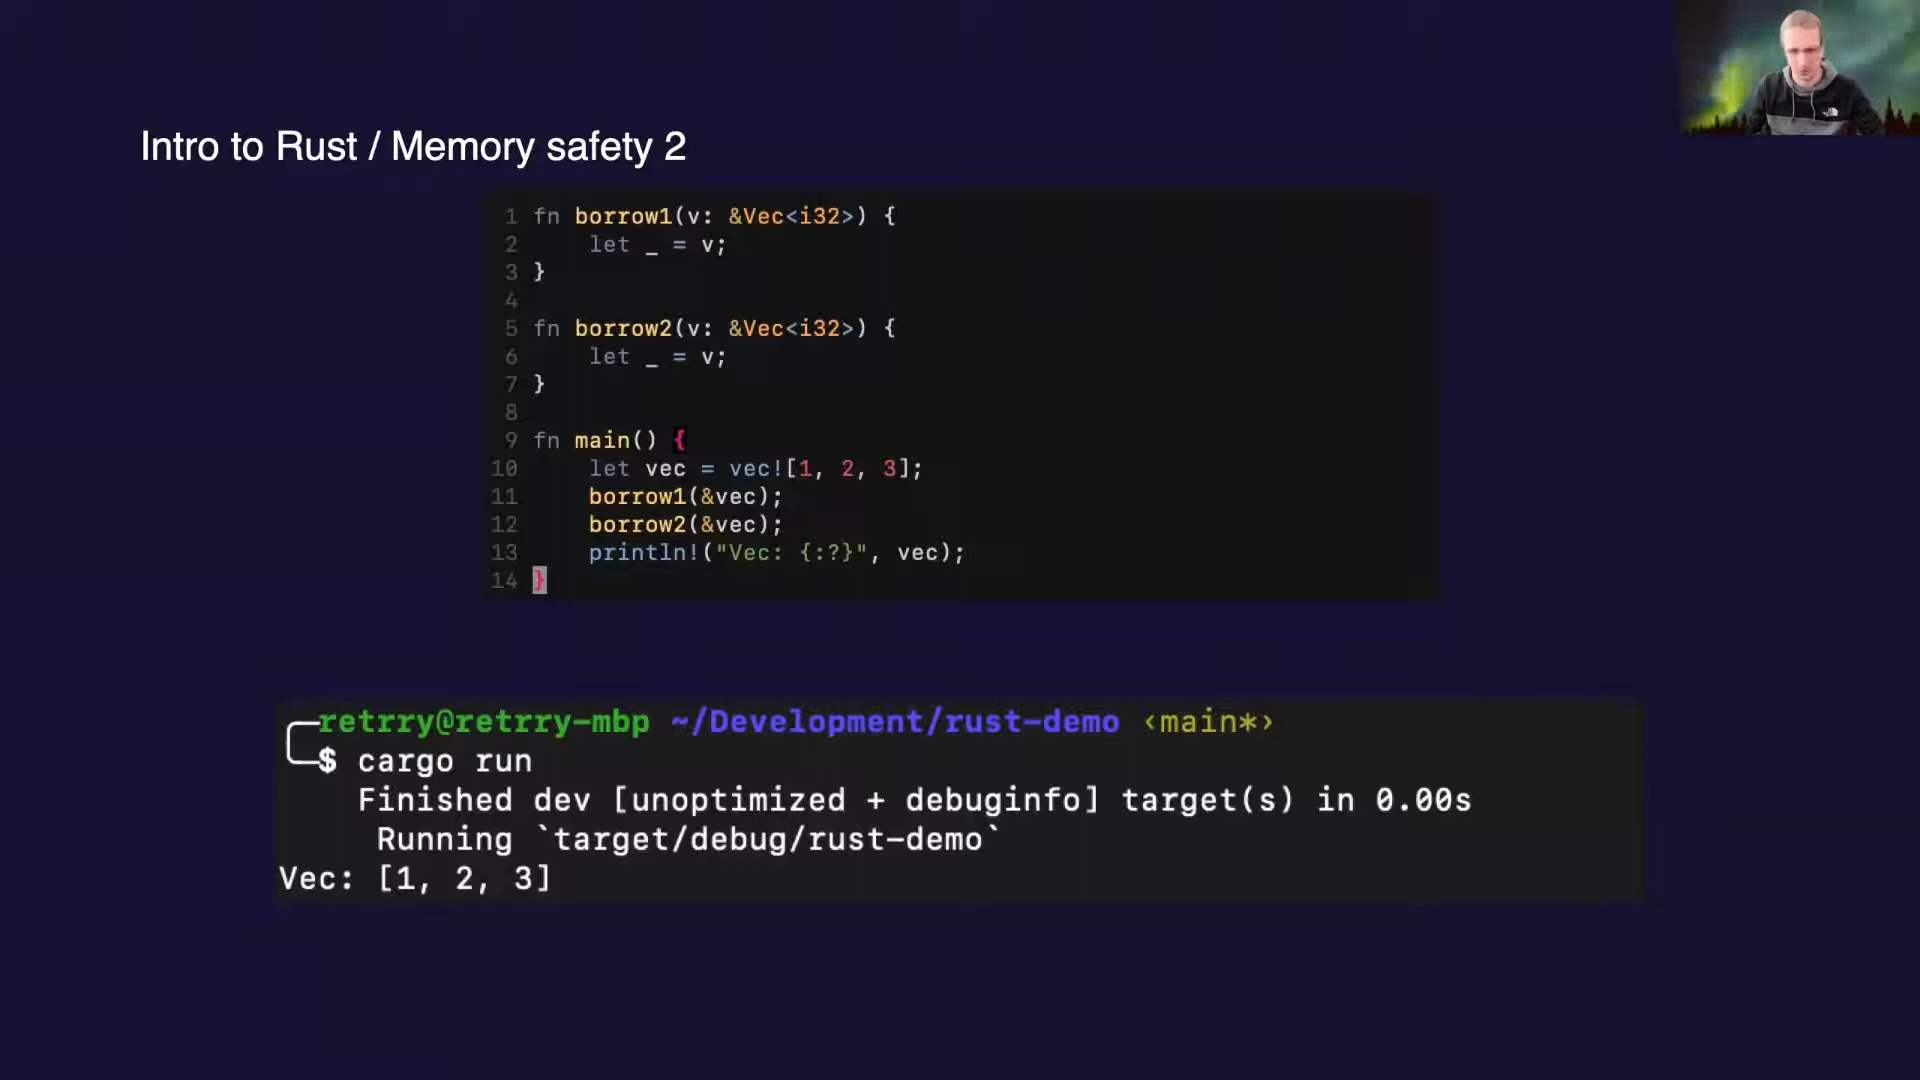 Intro to Rust / Memory safety 2
1 fn borrow1(v: &Vec<i32>) {
2     let _ = v;
3 }
4
5 fn borrow2(v: &Vec<i32>) {
6     let _ = v;
7 }
8
9 fn main() {
10     let vec = vec![1, 2, 3];
11     borrow1(&vec);
12     borrow2(&vec);
13     println!("Vec: {:?}", vec);
14 }
retrry@retrry-mbp ~/Development/rust-demo ‹main*›
$ cargo run
    Finished dev [unoptimized + debuginfo] target(s) in 0.00s
     Running `target/debug/rust-demo`
Vec: [1, 2, 3]